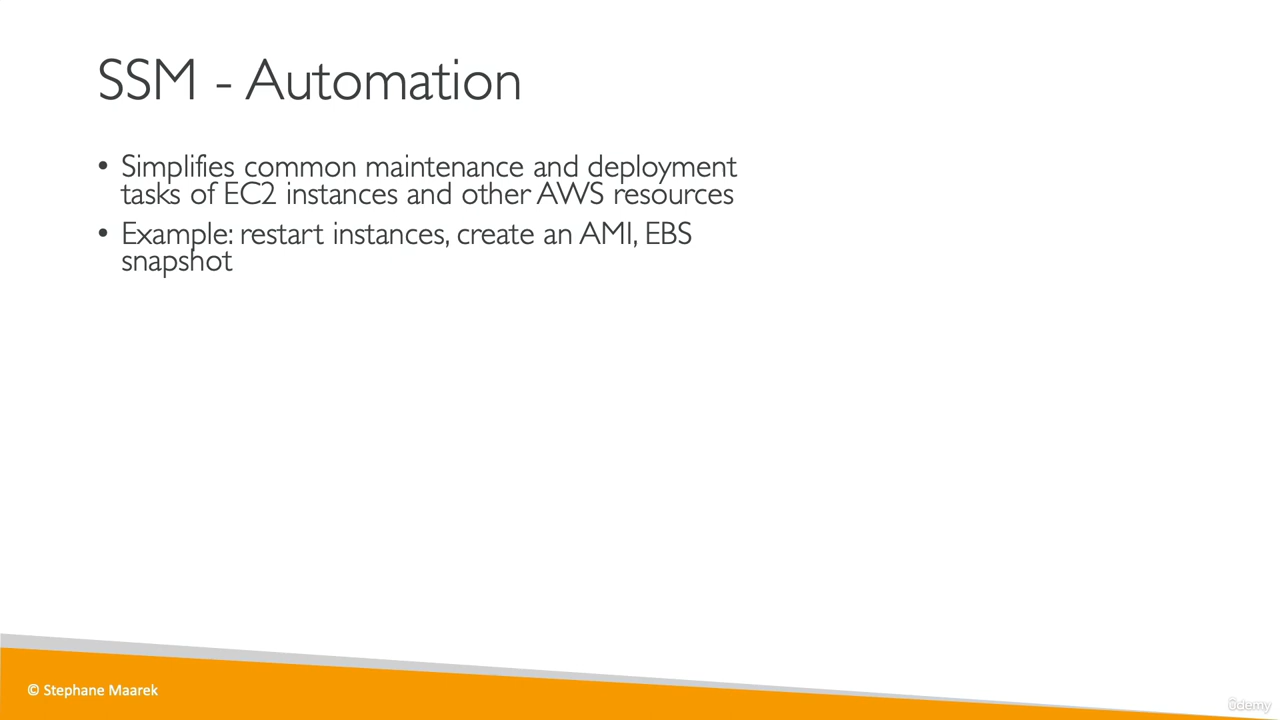 SSM - Automation
• Simplifies common maintenance and deployment
tasks of EC2 instances and other AWS resources
• Example: restart instances, create an AMI, EBS
snapshot
© Stephane Maarek
ûdemy